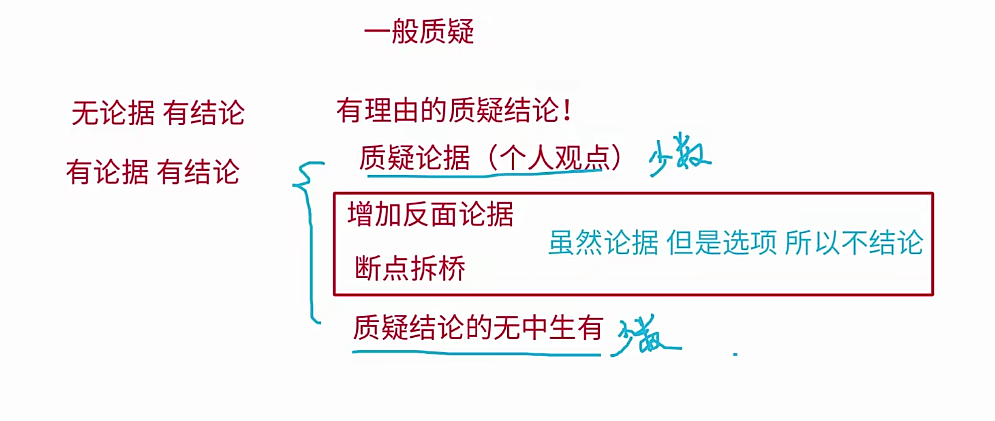 一般质疑
无论据 有结论 有理由的质疑结论！
质疑论据（个人观点） 少数
有论据 有结论
增加反面论据
虽然论据 但是选项 所以不结论
断点拆桥
质疑结论的无中生有 少数